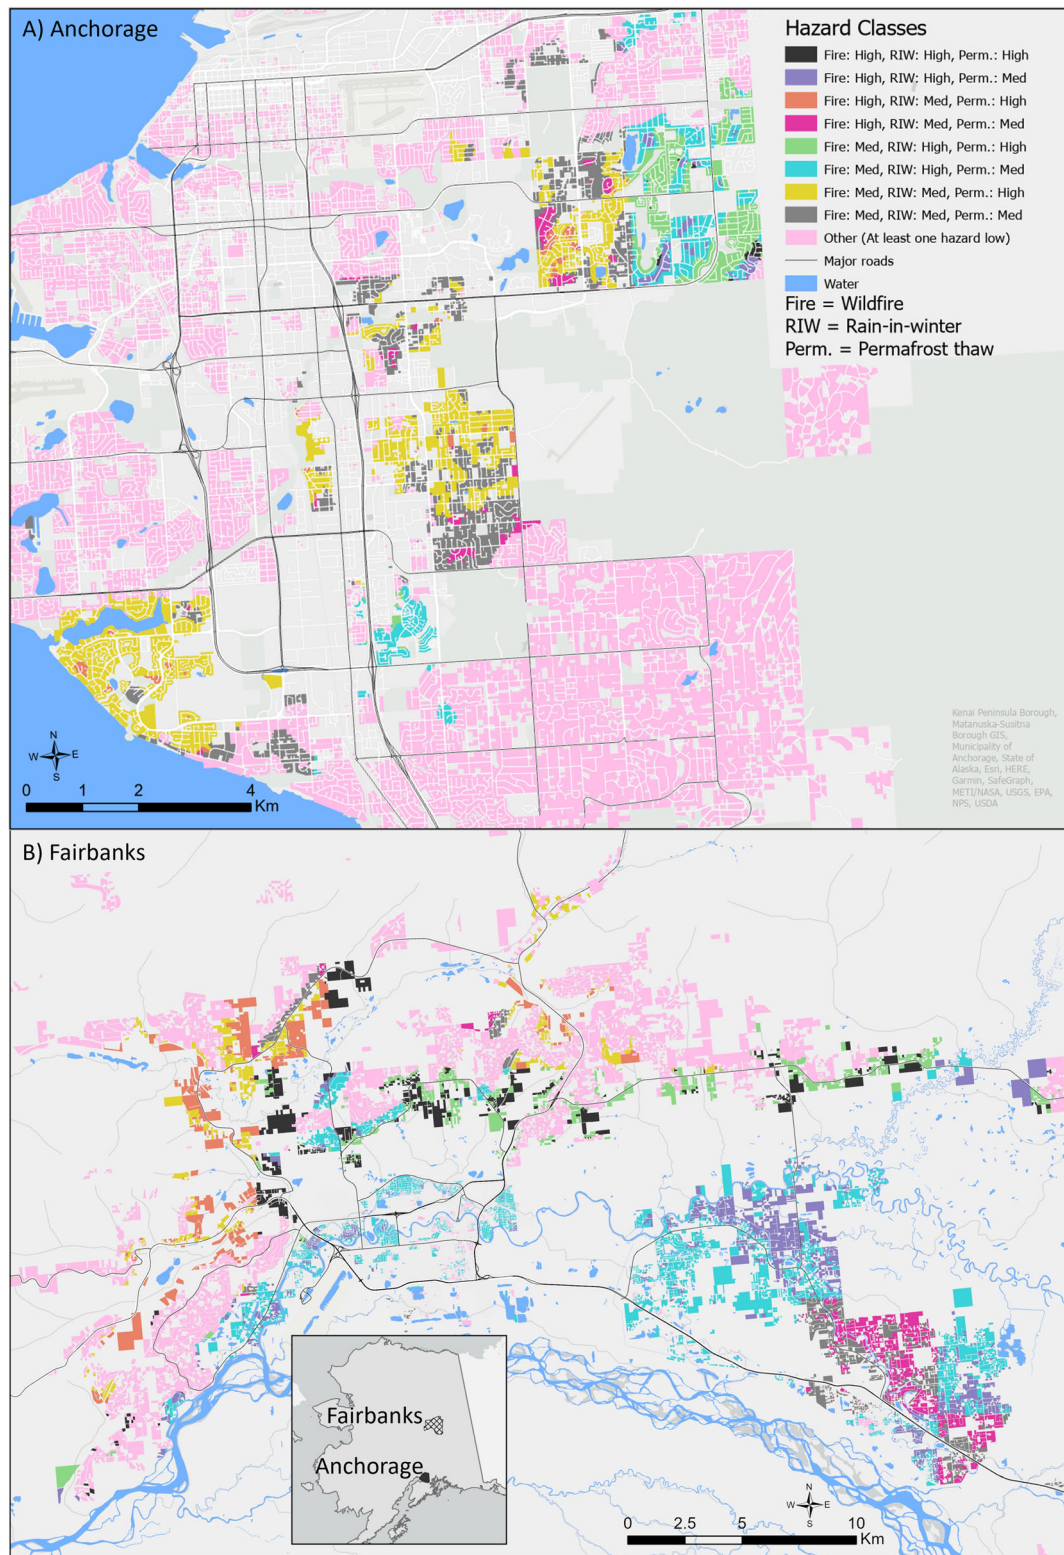 A) Anchorage
Hazard Classes
Fire: High, RIW: High, Perm.: High
Fire: High, RIW: High, Perm.: Med
Fire: High, RIW: Med, Perm.: High
Fire: High, RIW: Med, Perm.: Med
Fire: Med, RIW: High, Perm.: High
Fire: Med, RIW: High, Perm.: Med
Fire: Med, RIW: Med, Perm.: High
Fire: Med, RIW: Med, Perm.: Med
Other (At least one hazard low)
Major roads
Water
Fire = Wildfire
RIW = Rain-in-winter
Perm. = Permafrost thaw
Kenai Peninsula Borough,
Matanuska-Susitna
Borough GIS,
Municipality of
Anchorage, State of
Alaska, Esri, HERE,
Garmin, SafeGraph,
METI/NASA, USGS, EPA,
NPS, USDA
N
W E
S
0 1 2 4
Km
B) Fairbanks
Fairbanks
Anchorage
N
W E
S
0 2.5 5 10
Km